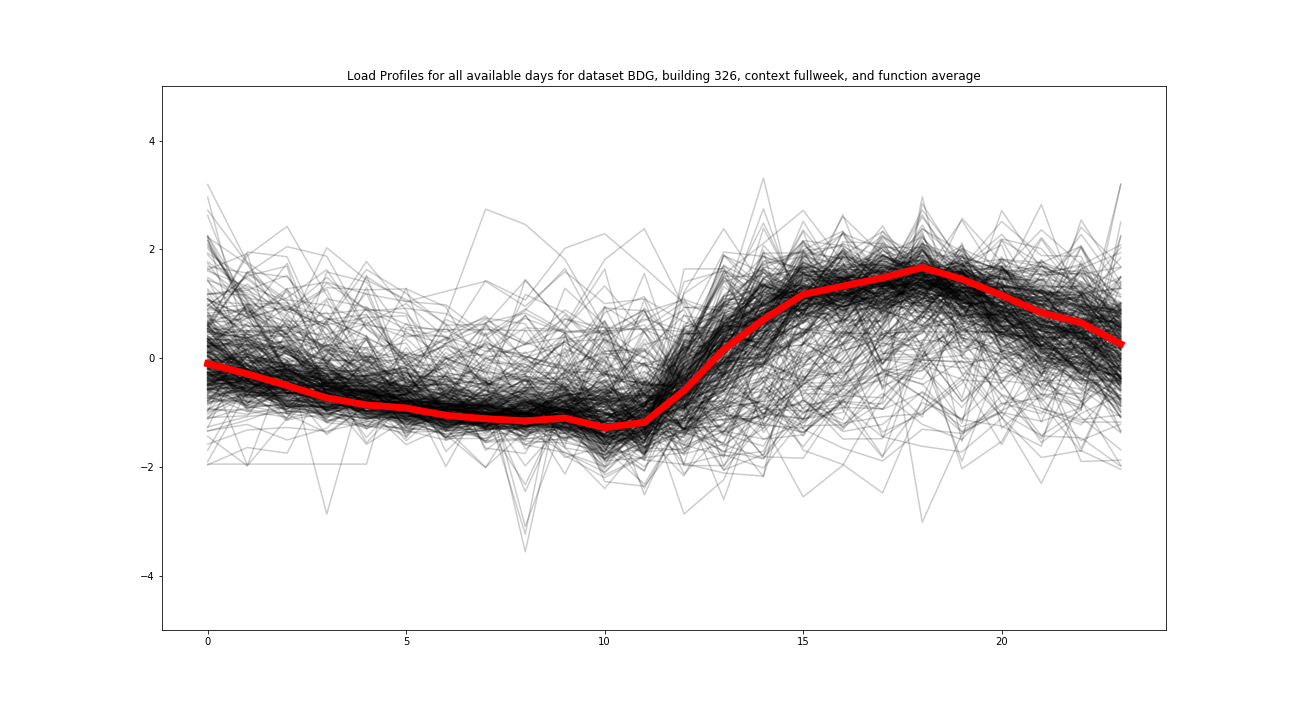 Load Profiles for all available days for dataset BDG, building 326, context fullweek, and function average
4
2
0
−2
−4
0 5 10 15 20